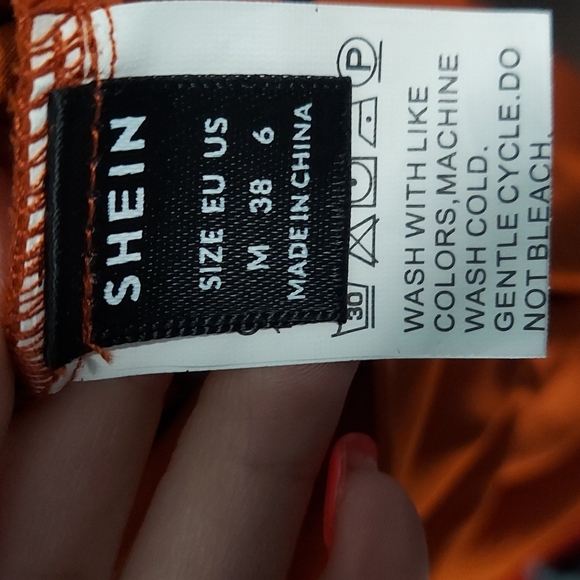 SHEIN
SIZE EU US
M 38 6
MADE IN CHINA
P
30
WASH WITH LIKE
COLORS,MACHINE
WASH COLD.
GENTLE CYCLE.DO
NOT BLEACH,